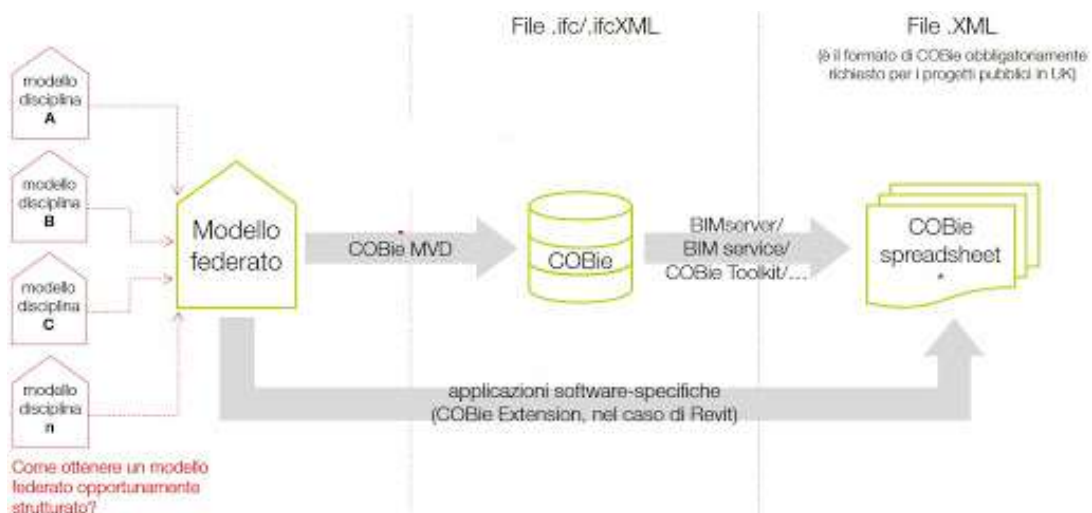 File .ifc/.ifcXML
File .XML
(è il formato di COBie obbligatoriamente
richiesto per i progetti pubblici in UK)
modello
disciplina
A
modello
disciplina
B
modello
disciplina
C
modello
disciplina
n
Modello
federato
COBie MVD
COBie
BIMserver/
BIM service/
COBie Toolkit/...
COBie
spreadsheet
*
applicazioni software-specifiche
(COBie Extension, nel caso di Revit)
Come ottenere un modello
federato opportunamente
strutturato?